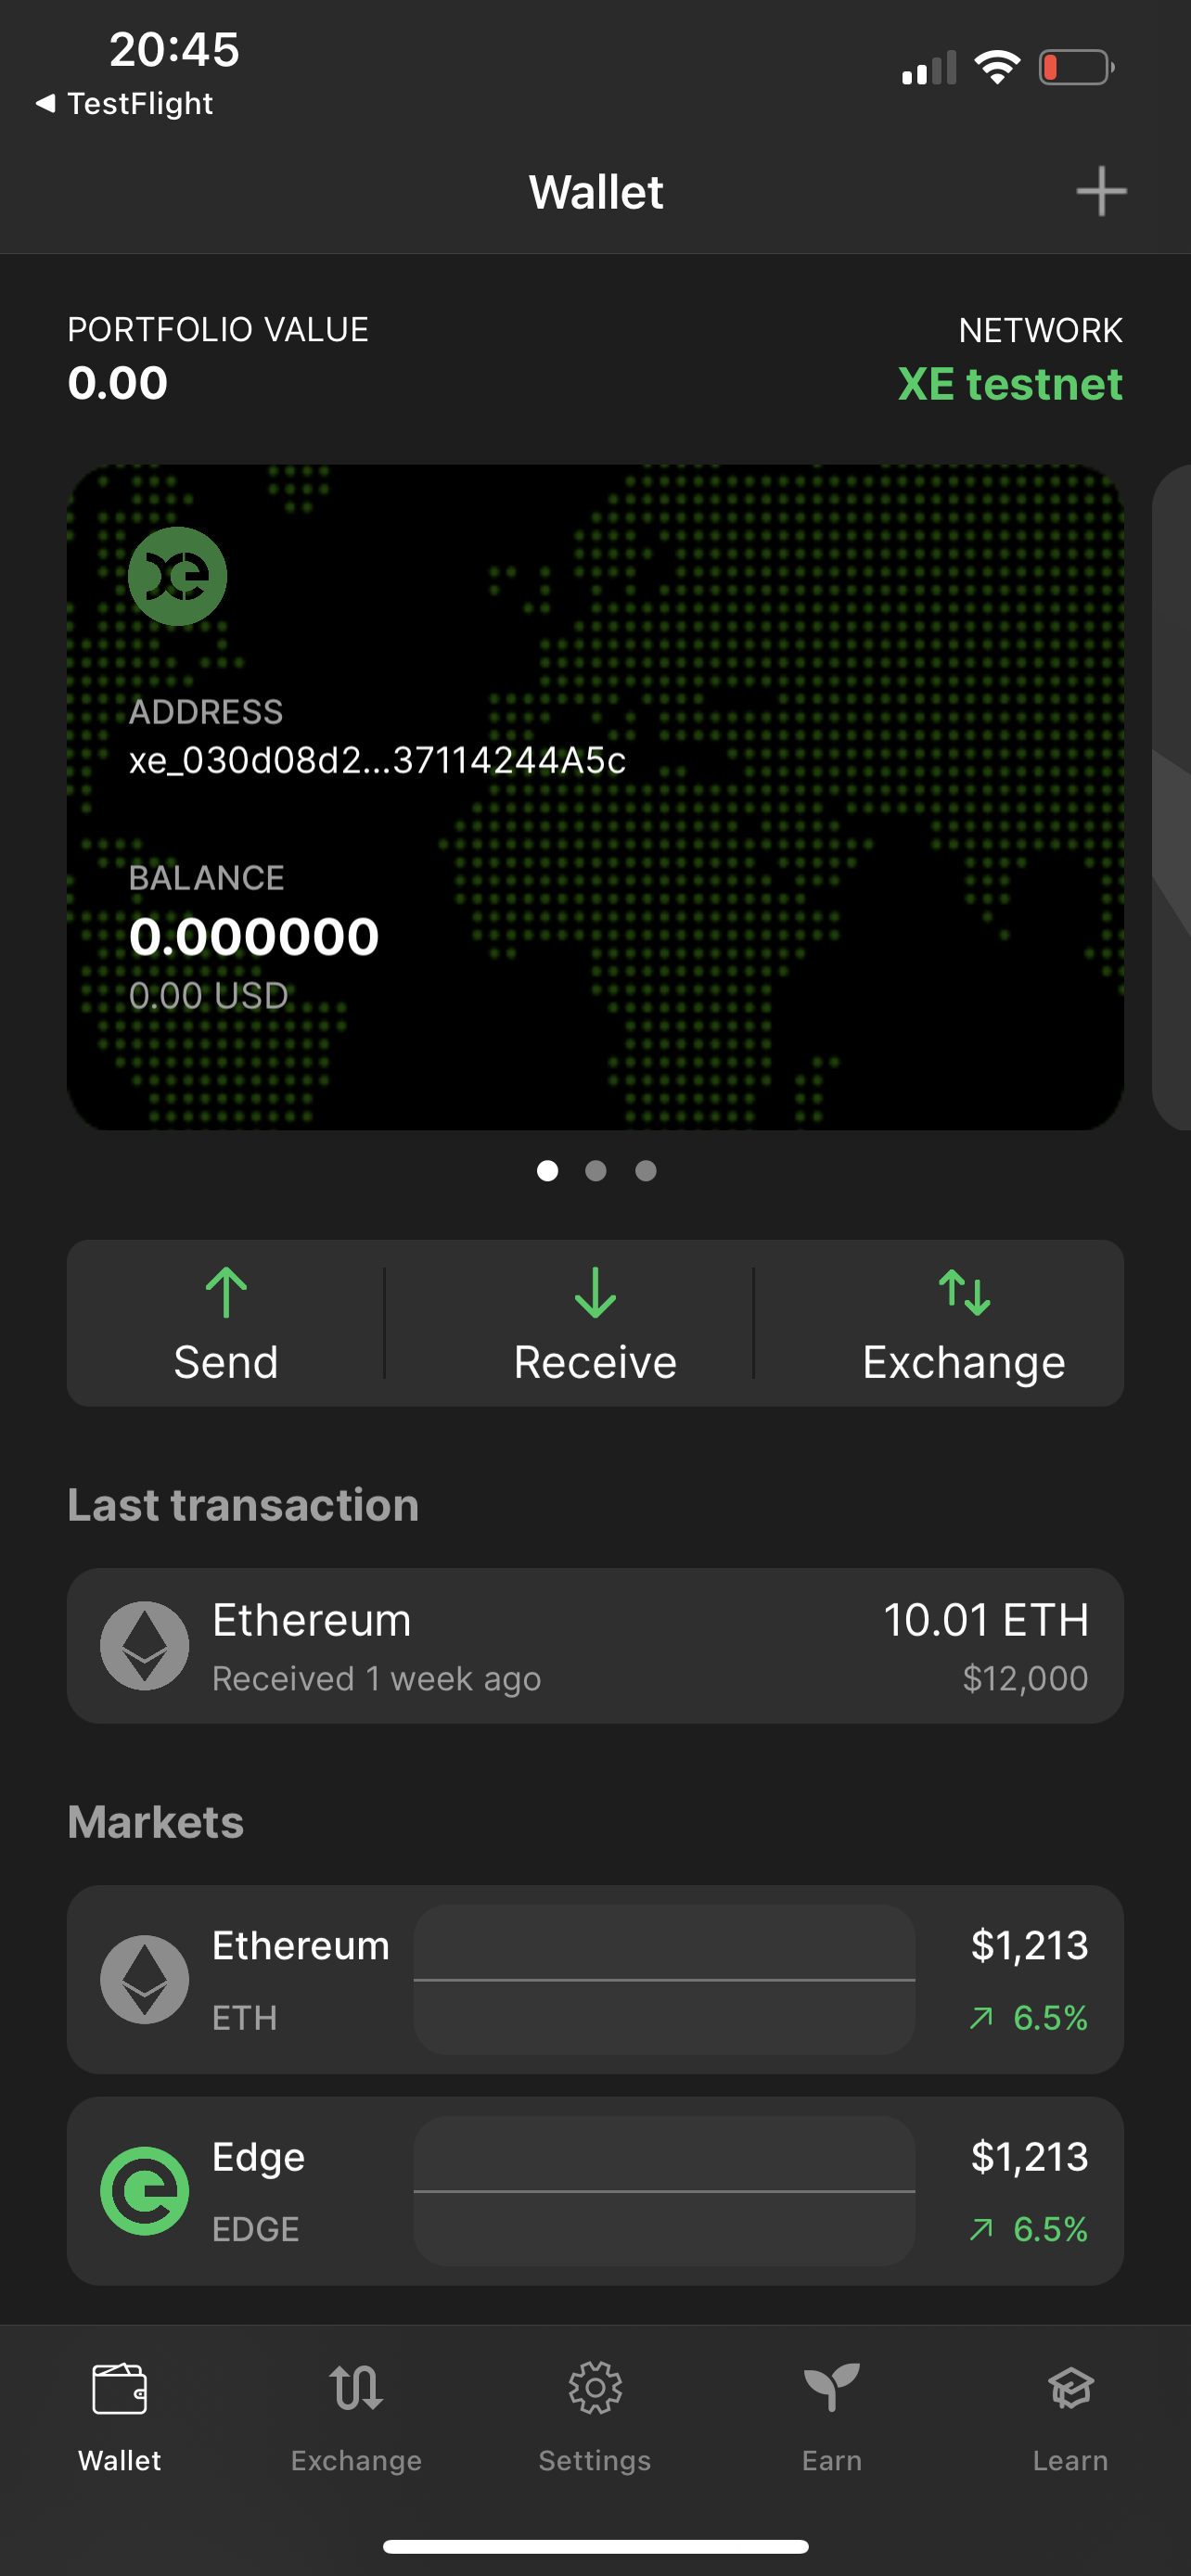 20:45
◀ TestFlight
Wallet
PORTFOLIO VALUE
0.00
NETWORK
XE testnet
xe
ADDRESS
xe_030d08d2...37114244A5c
BALANCE
0.000000
0.00 USD
Send
Receive
Exchange
Last transaction
Ethereum
10.01 ETH
Received 1 week ago
$12,000
Markets
Ethereum
$1,213
ETH
6.5%
Edge
$1,213
EDGE
6.5%
Wallet
Exchange
Settings
Earn
Learn